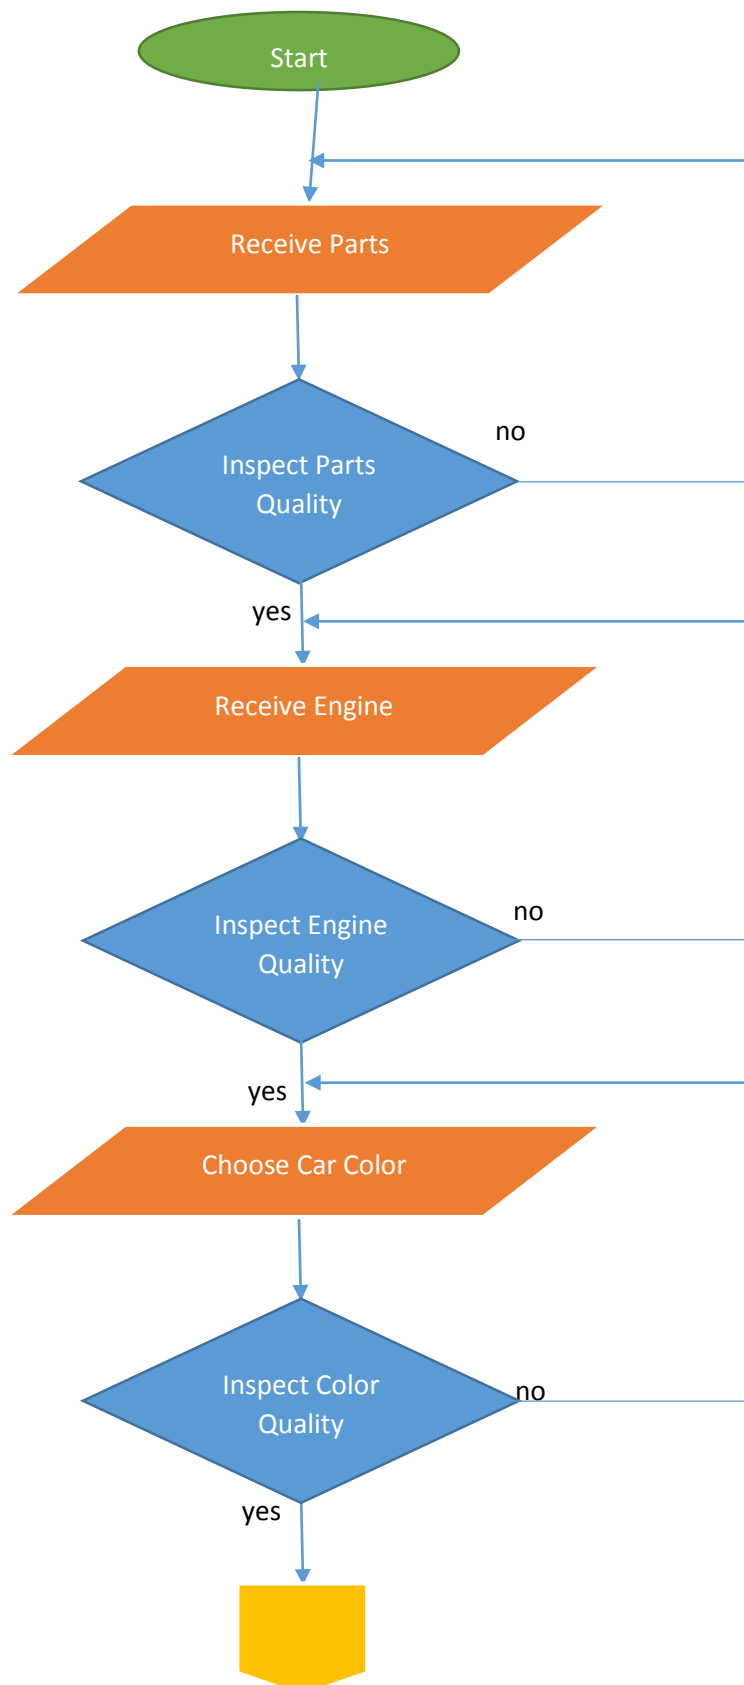 Start
Receive Parts
no
Inspect Parts
Quality
yes
Receive Engine
no
Inspect Engine
Quality
yes
Choose Car Color
Inspect Color
no
Quality
yes